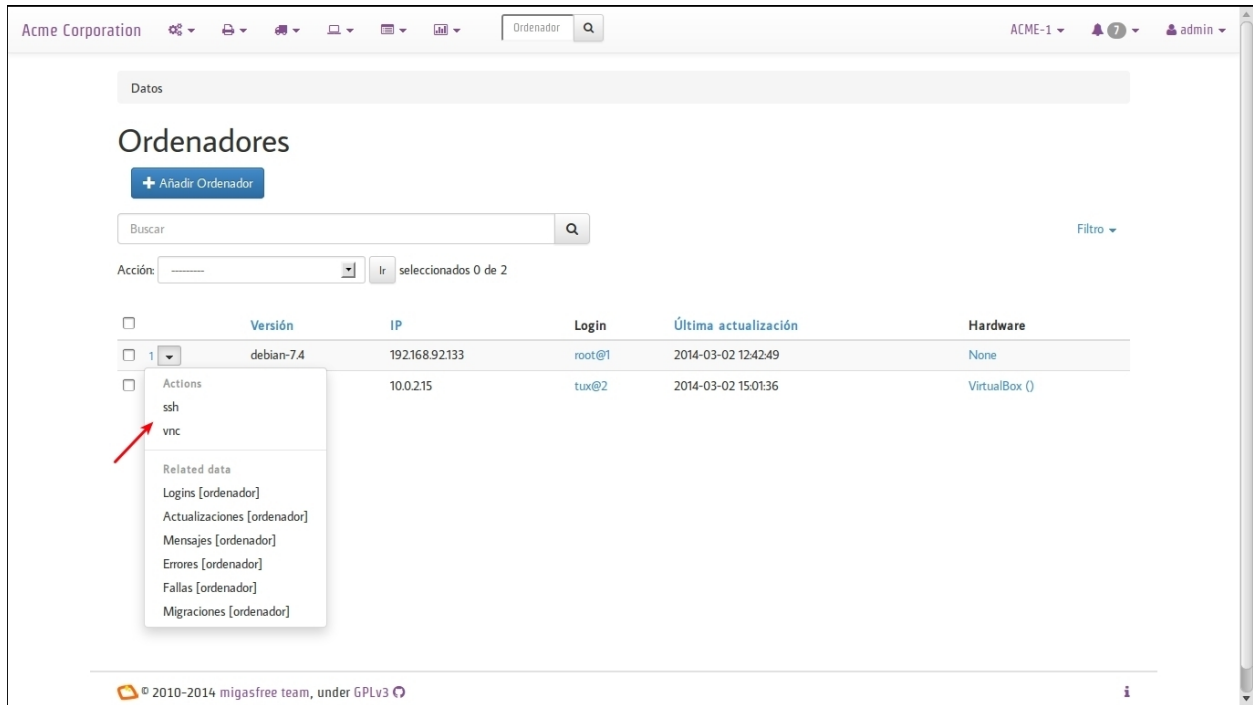 Acme Corporation Ordenador ACME-1 7 admin
Datos
Ordenadores
Añadir Ordenador
Buscar
Filtro
Acción: --------- Ir seleccionados 0 de 2
Versión IP Login Última actualización Hardware
1 debian-7.4 192.168.92.133 root@1 2014-03-02 12:42:49 None
10.0.2.15 tux@2 2014-03-02 15:01:36 VirtualBox ()
Actions
ssh
vnc
Related data
Logins [ordenador]
Actualizaciones [ordenador]
Mensajes [ordenador]
Errores [ordenador]
Fallas [ordenador]
Migraciones [ordenador]
© 2010-2014 migasfree team, under GPLv3